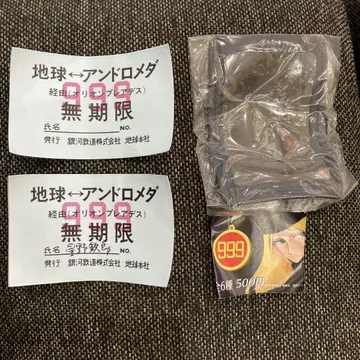 地球↔アンドロメダ
999
経由(オリオンプレアデス)
無期限
氏名 NO.
発行 銀河鉄道株式会社 地球本社
地球↔アンドロメダ
999
経由(オリオンプレアデス)
無期限
氏名 星野鉄郎 NO.
発行 銀河鉄道株式会社 地球本社
999
全6種 500円